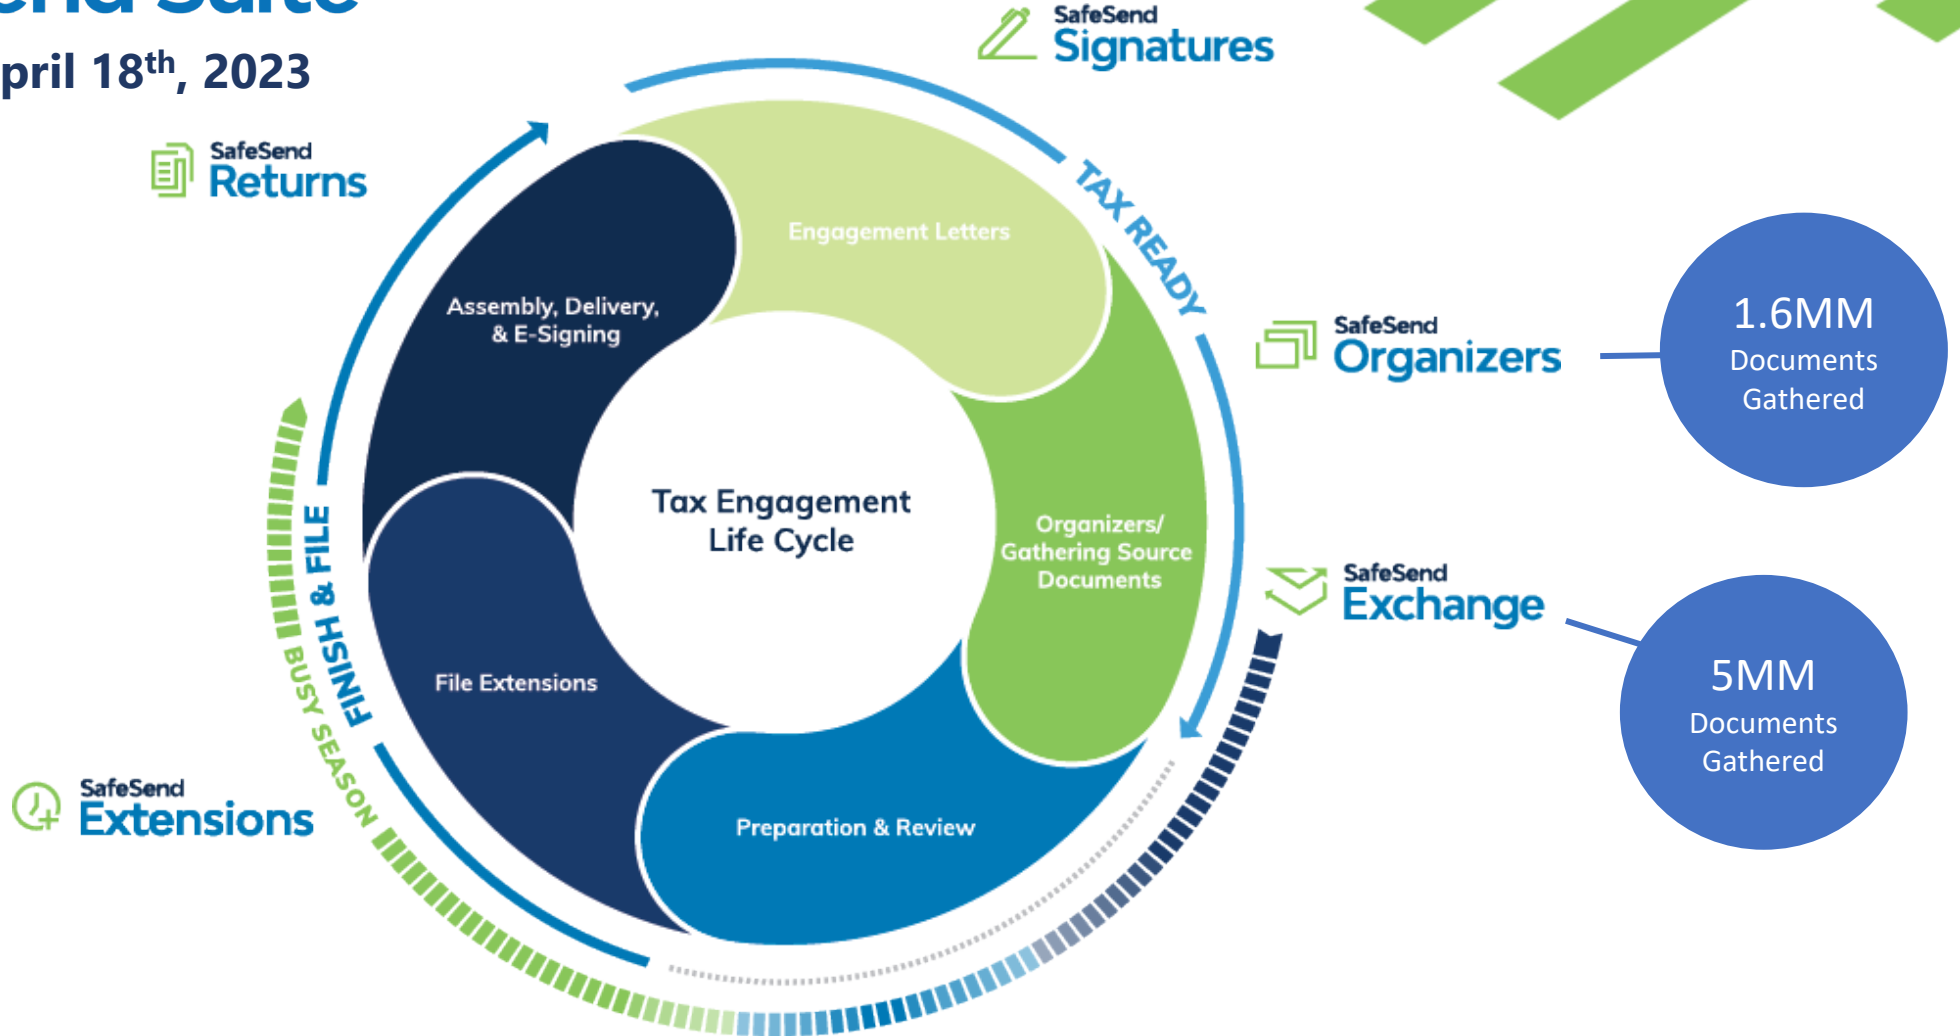 Suite
pril 18th, 2023
SafeSend
Signatures
SafeSend
Returns
TAX READY
Engagement Letters
Assembly, Delivery,
& E-Signing
SafeSend
Organizers
1.6MM
Documents
Gathered
Tax Engagement
Life Cycle
Organizers/
Gathering Source
Documents
SafeSend
Exchange
5MM
Documents
Gathered
FINISH & FILE
BUSY SEASON
File Extensions
SafeSend
Extensions
Preparation & Review